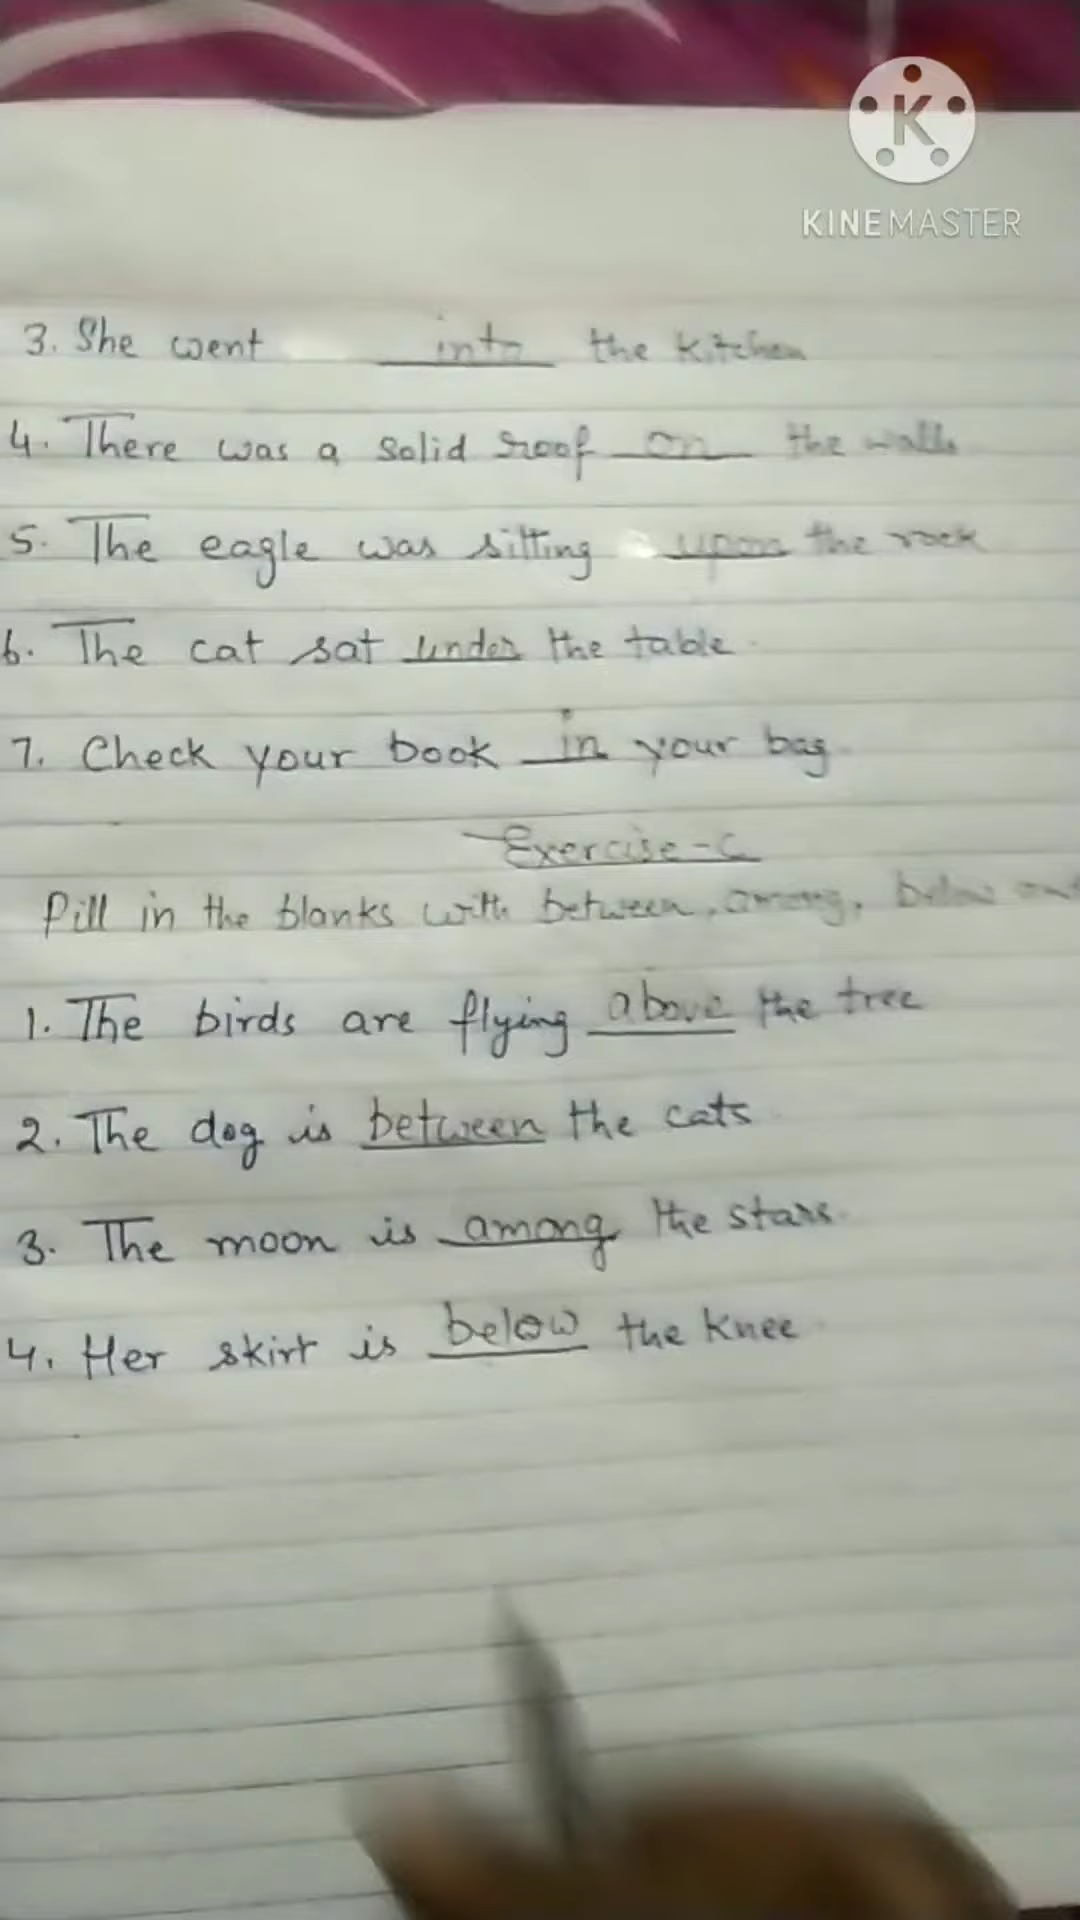 K
KINEMASTER
3. She went into the kitchen
4. There was a solid roof on the walls
5. The eagle was sitting upon the rock
6. The cat sat under the table.
7. Check your book in your bag.
Exercise-C
Fill in the blanks with between, among, below
1. The birds are flying above the tree
2. The dog is between the cats
3. The moon is among the stars.
4. Her skirt is below the knee